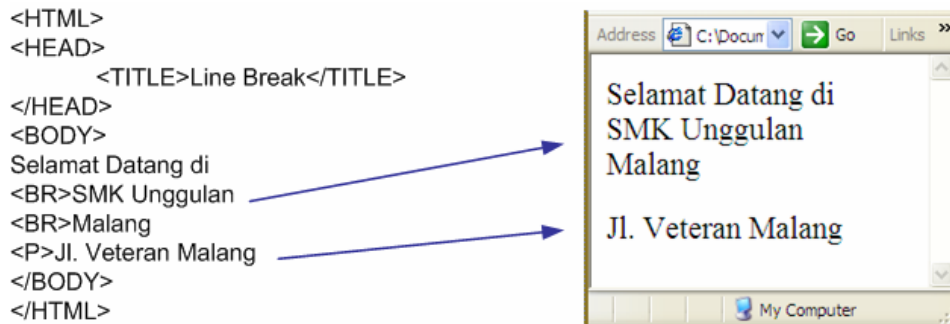 <HTML>
<HEAD>
<TITLE>Line Break</TITLE>
</HEAD>
<BODY>
Selamat Datang di
<BR>SMK Unggulan
<BR>Malang
<P>Jl. Veteran Malang
</BODY>
</HTML>
Address C:\Docum Go Links »
Selamat Datang di
SMK Unggulan
Malang
Jl. Veteran Malang
My Computer